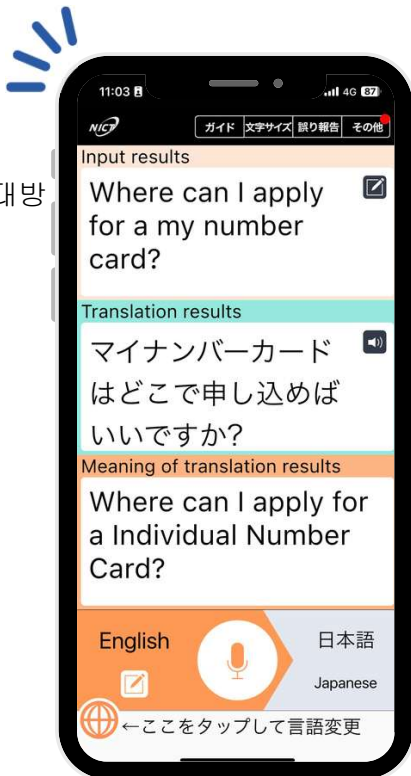 11:03 4G 87
NICT ガイド 文字サイズ 誤り報告 その他
Input results
Where can I apply
for a my number
card?
대방
Translation results
マイナンバーカード
はどこで申し込めば
いいですか?
Meaning of translation results
Where can I apply for
a Individual Number
Card?
English 日本語
Japanese
←ここをタップして言語変更